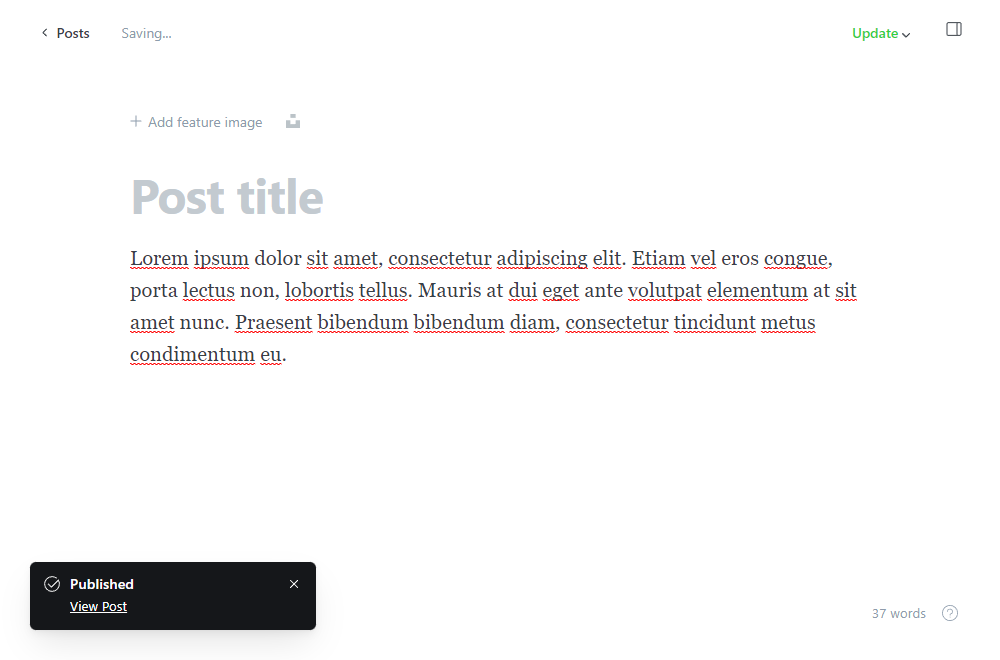 Posts
Saving...
Update
Add feature image
Post title
Lorem ipsum dolor sit amet, consectetur adipiscing elit. Etiam vel eros congue,
porta lectus non, lobortis tellus. Mauris at dui eget ante volutpat elementum at sit
amet nunc. Praesent bibendum bibendum diam, consectetur tincidunt metus
condimentum eu.
Published
View Post
37 words
?